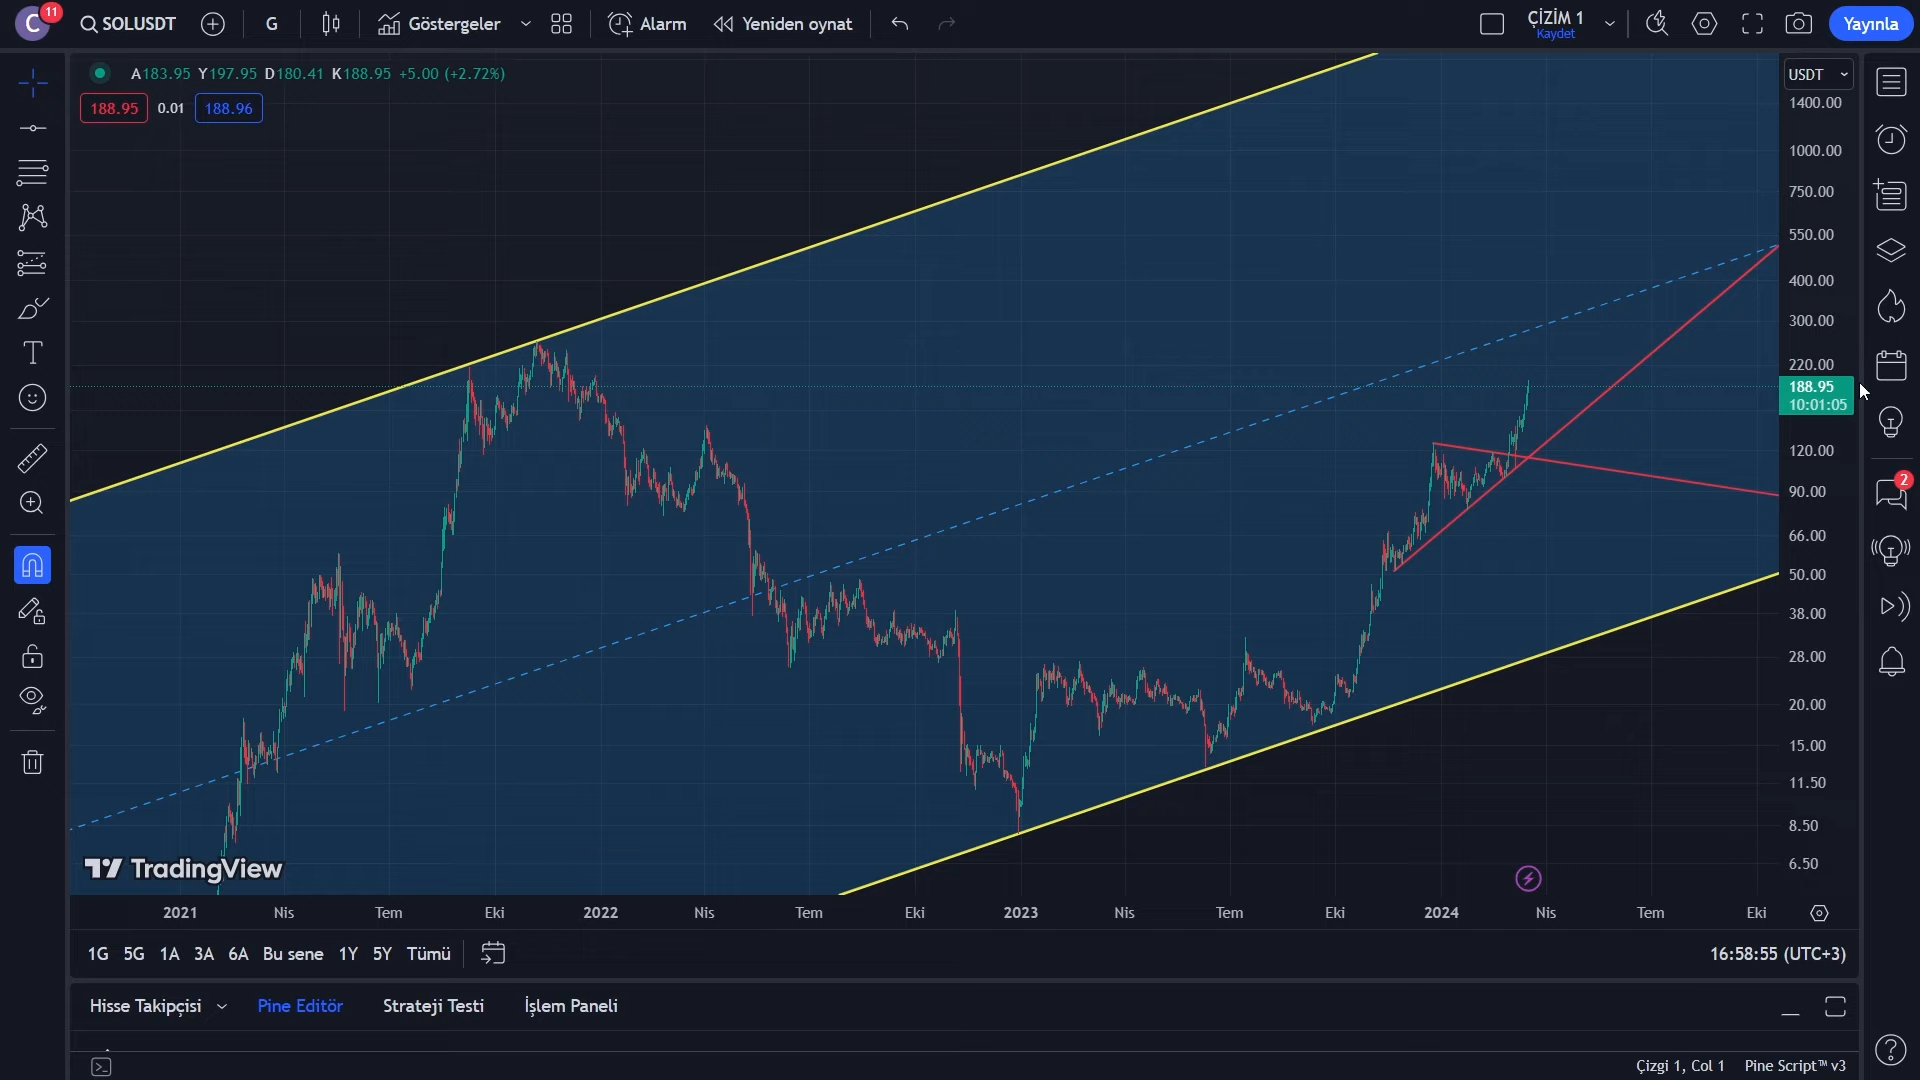 C 11 SOLUSDT G Göstergeler Alarm Yeniden oynat ÇİZİM 1 Kaydet Yayınla
A183.95 Y197.95 D180.41 K188.95 +5.00 (+2.72%)
188.95 0.01 188.96
USDT
1400.00
1000.00
750.00
550.00
400.00
300.00
220.00
188.95
10:01:05
120.00
90.00
2
66.00
50.00
38.00
28.00
20.00
15.00
11.50
8.50
6.50
TradingView
2021 Nis Tem Eki 2022 Nis Tem Eki 2023 Nis Tem Eki 2024 Nis Tem Eki
1G 5G 1A 3A 6A Bu sene 1Y 5Y Tümü 16:58:55 (UTC+3)
Hisse Takipçisi Pine Editör Strateji Testi İşlem Paneli
Çizgi 1, Col 1 Pine Script™ v3